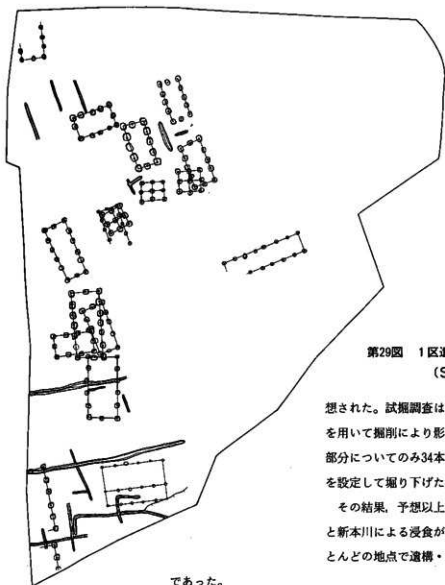 第29図 1区遺
(S
想された。試掘調査は
を用いて掘削により影
部分についてのみ34本
を設定して掘り下げた
その結果，予想以上
と新本川による浸食が
とんどの地点で遺構・
であった。